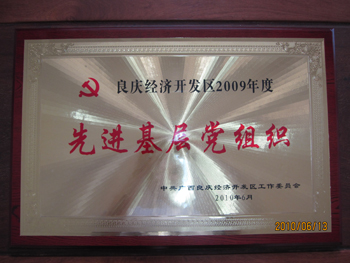 良庆经济开发区2009年度
先进基层党组织
中共广西良庆经济开发区工作委员会
2010年6月
2010/08/13